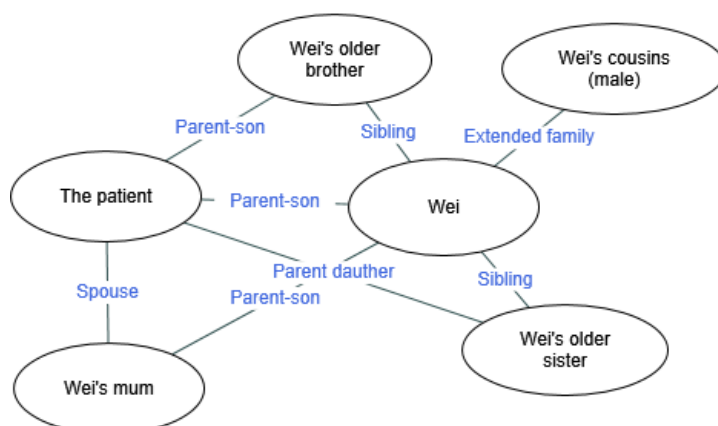 Wei's older
brother
Wei's cousins
(male)
Parent-son
Sibling
Extended family
The patient
Parent-son
Wei
Parent dauther
Sibling
Spouse
Parent-son
Wei's older
sister
Wei's mum